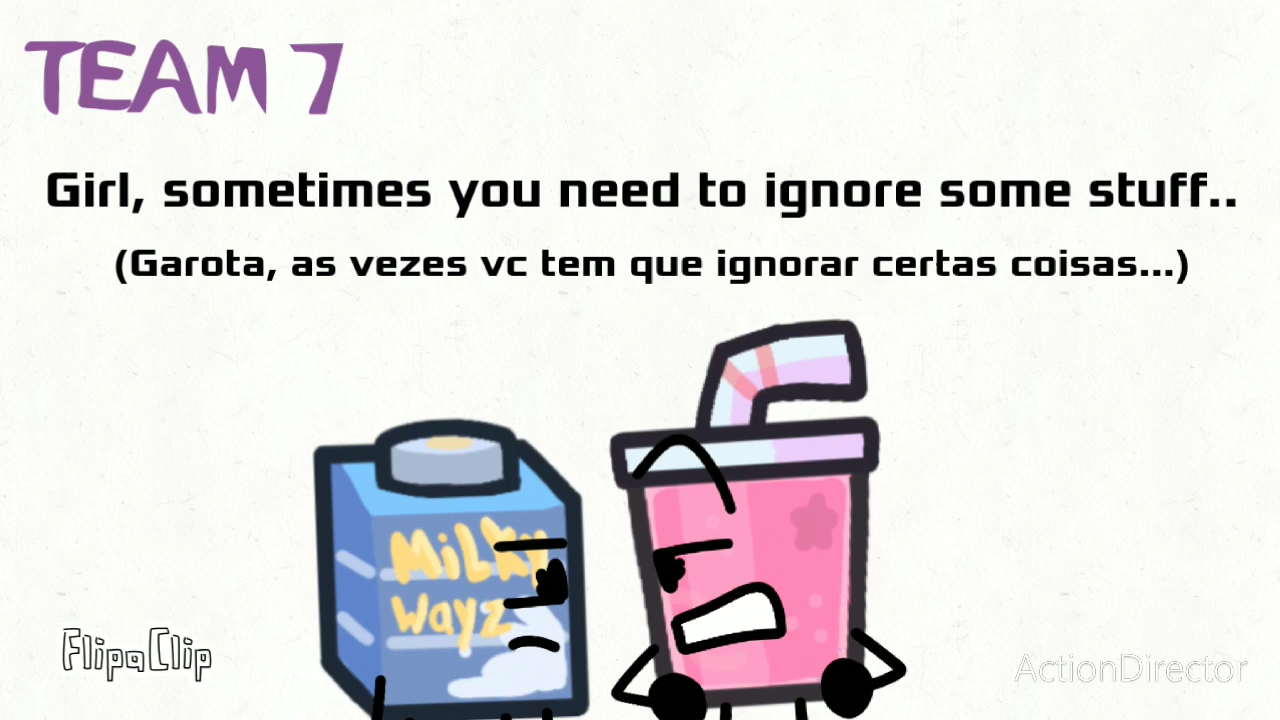 TEAM 7
Girl, sometimes you need to ignore some stuff..
(Garota, as vezes vc tem que ignorar certas coisas...)
MiLky
Wayz
FlipaClip
ActionDirector